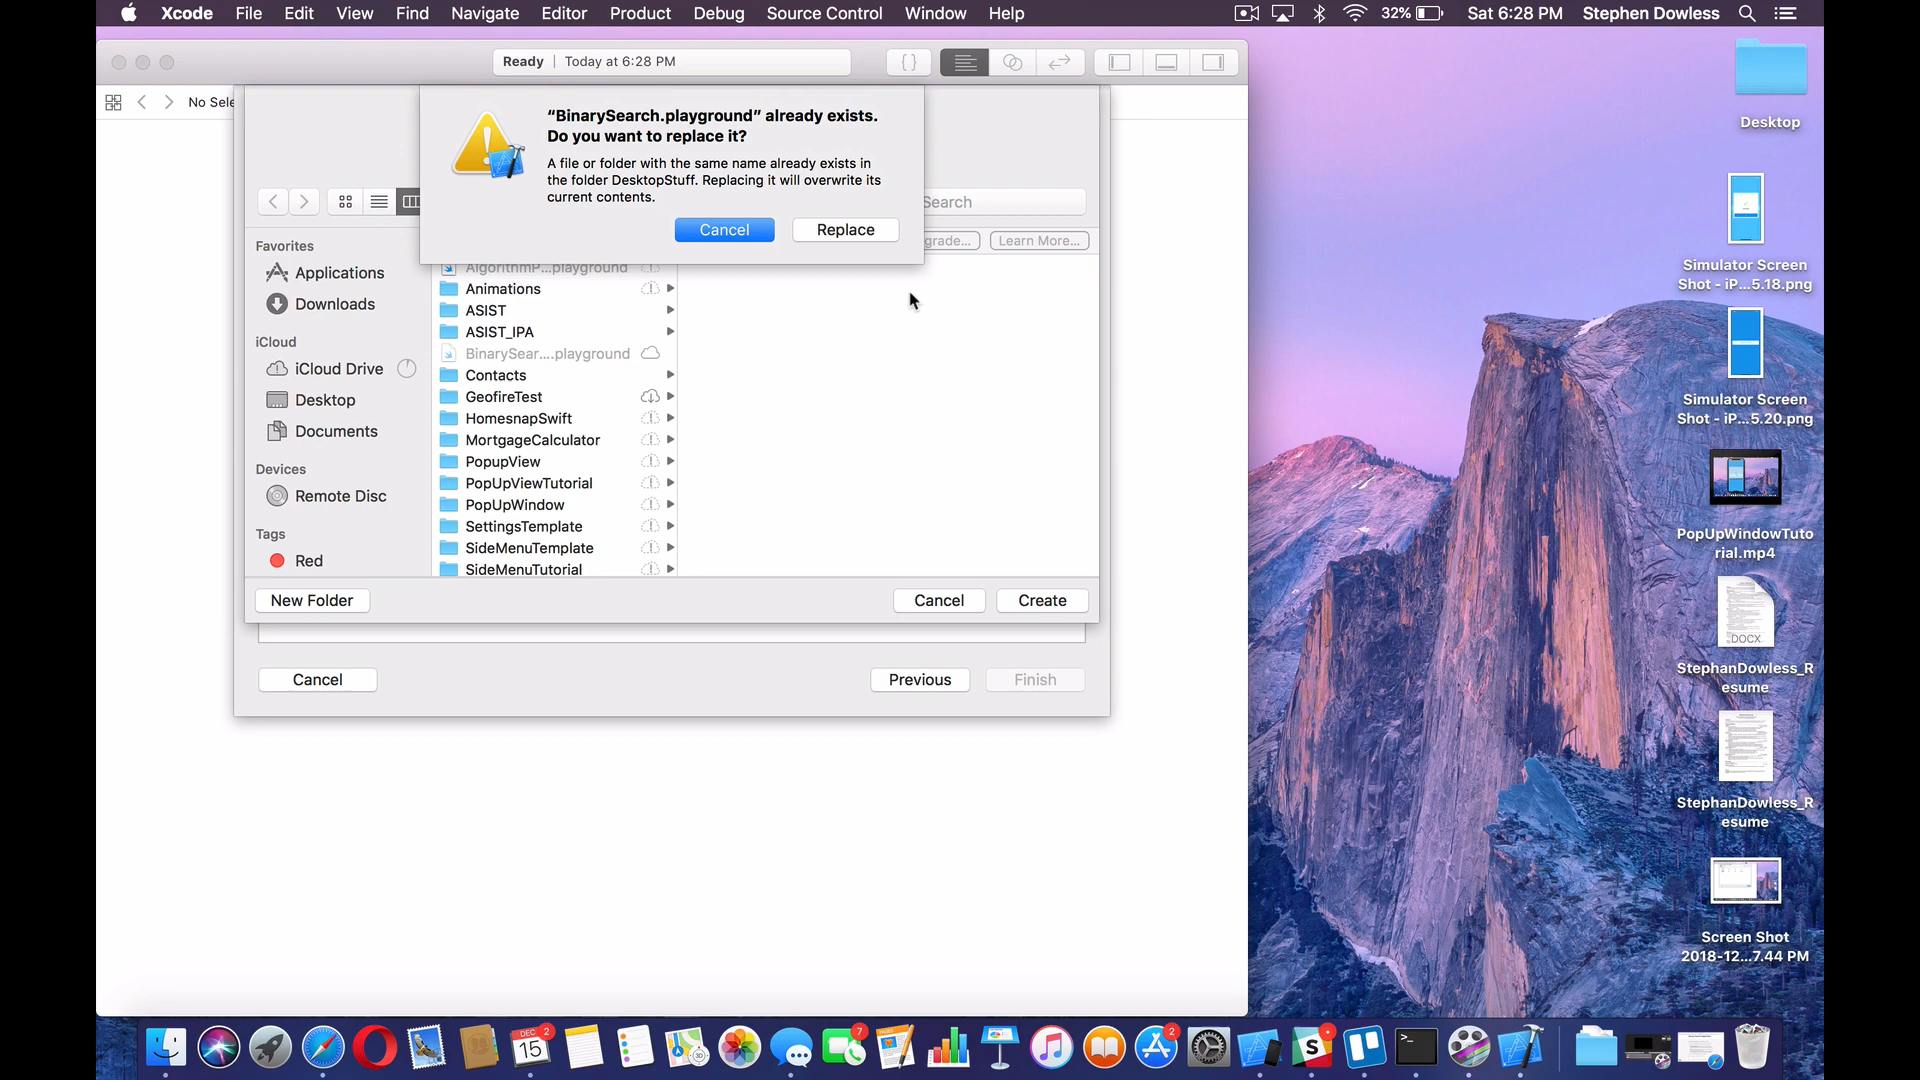 Xcode File Edit View Find Navigate Editor Product Debug Source Control Window Help 32% Sat 6:28 PM Stephen Dowless
Ready | Today at 6:28 PM
No Sele
“BinarySearch.playground” already exists.
Do you want to replace it?
A file or folder with the same name already exists in
the folder DesktopStuff. Replacing it will overwrite its
current contents.
Cancel Replace
Search
grade... Learn More...
Favorites
Applications
Downloads
iCloud
iCloud Drive
Desktop
Documents
Devices
Remote Disc
Tags
Red
AlgorithmP...playground
Animations
ASIST
ASIST_IPA
BinarySear....playground
Contacts
GeofireTest
HomesnapSwift
MortgageCalculator
PopupView
PopUpViewTutorial
PopUpWindow
SettingsTemplate
SideMenuTemplate
SideMenuTutorial
New Folder Cancel Create
Cancel Previous Finish
Desktop
Simulator Screen
Shot - iP...5.18.png
Simulator Screen
Shot - iP...5.20.png
PopUpWindowTuto
rial.mp4
DOCX
StephanDowless_R
esume
StephanDowless_R
esume
Screen Shot
2018-12...7.44 PM
DEC
15
2
3D
7
2
S
>_